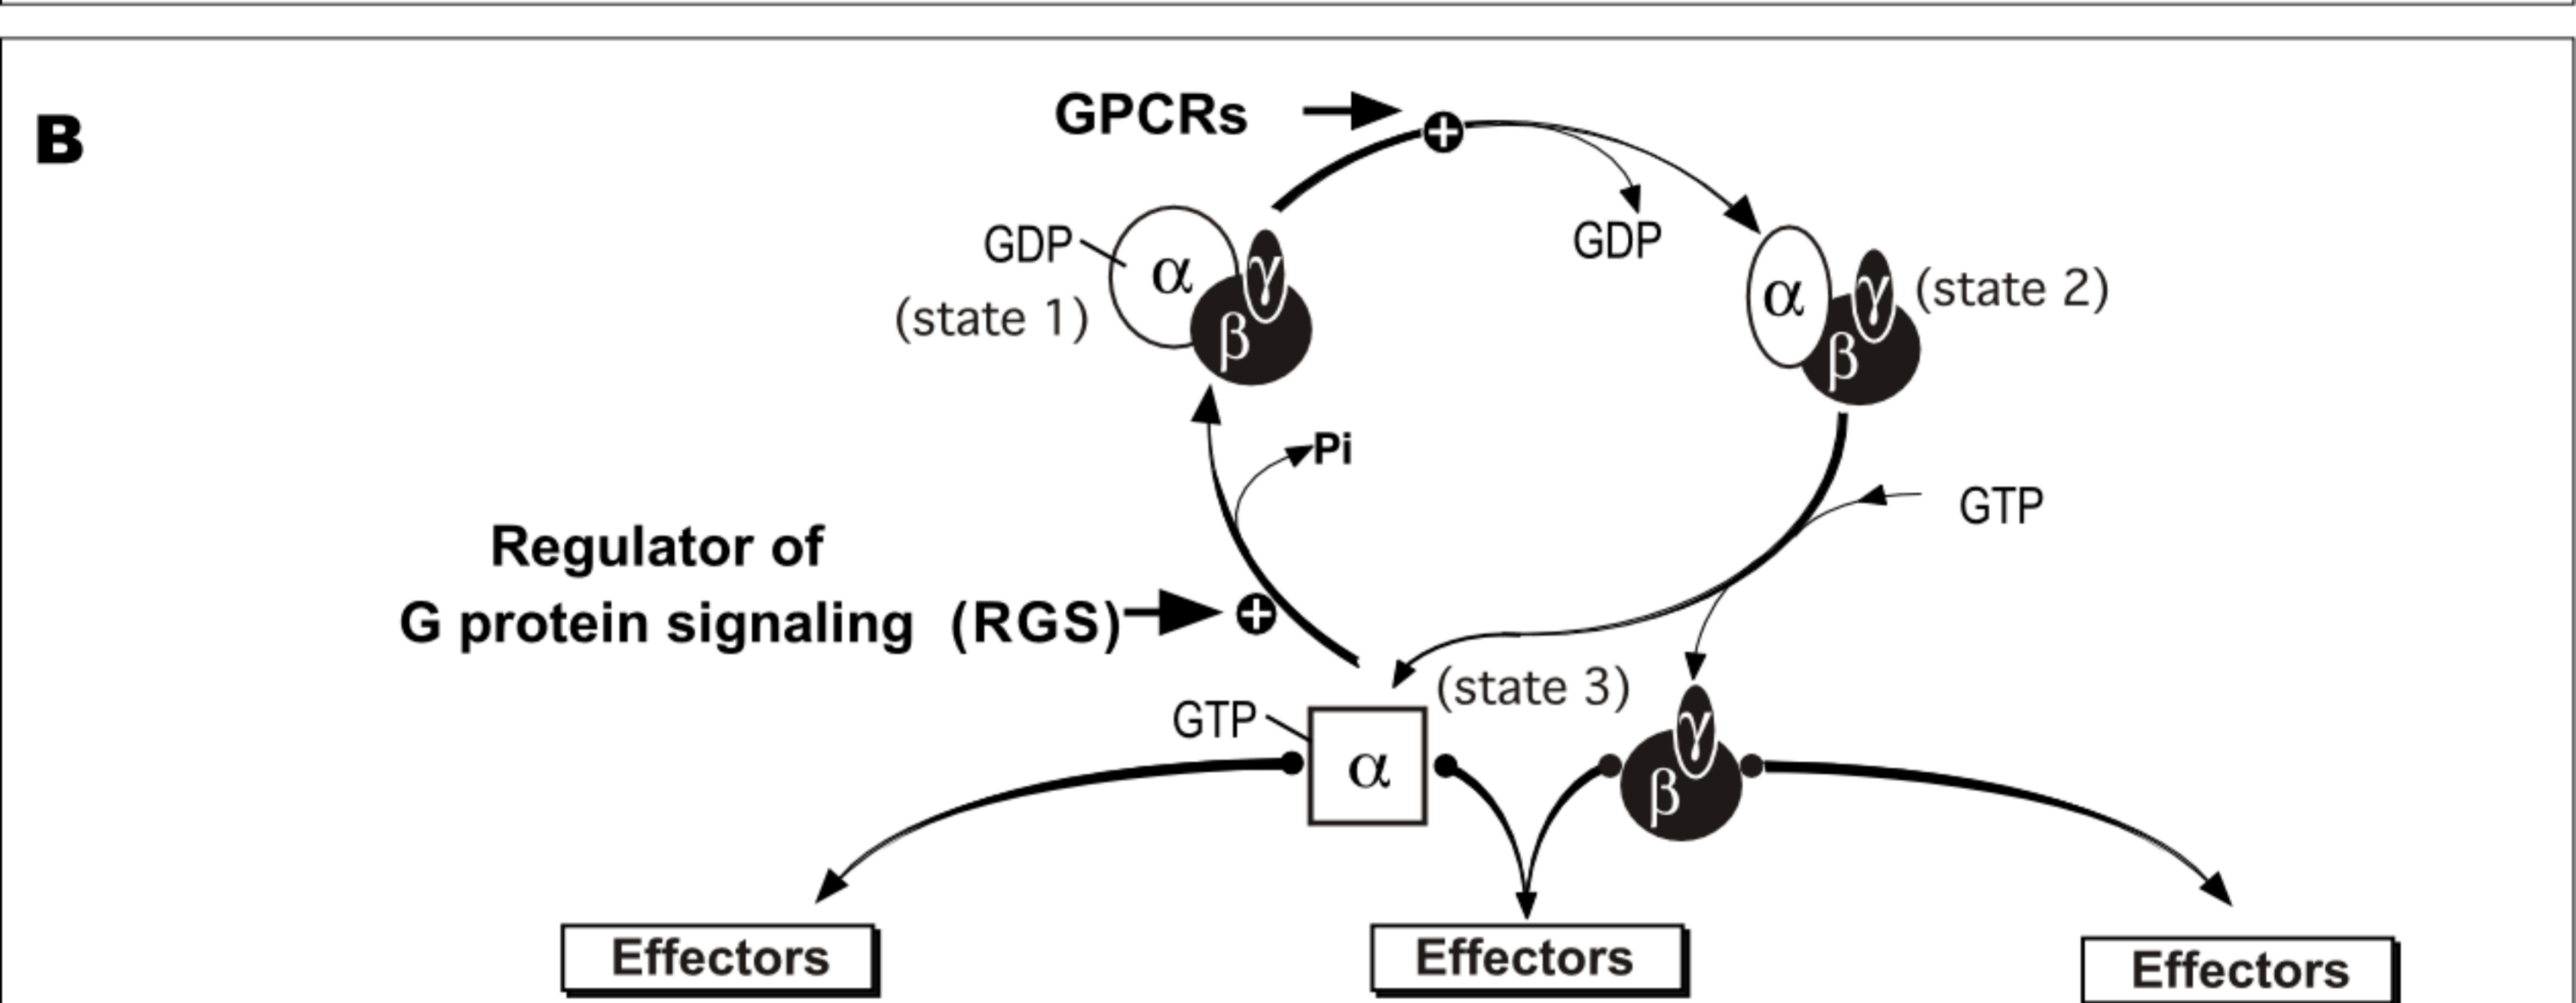 B
GPCRs
+
GDP
α
γ
β
(state 1)
GDP
α
γ
β
(state 2)
Pi
GTP
Regulator of
G protein signaling (RGS)
+
(state 3)
GTP
α
γ
β
Effectors
Effectors
Effectors